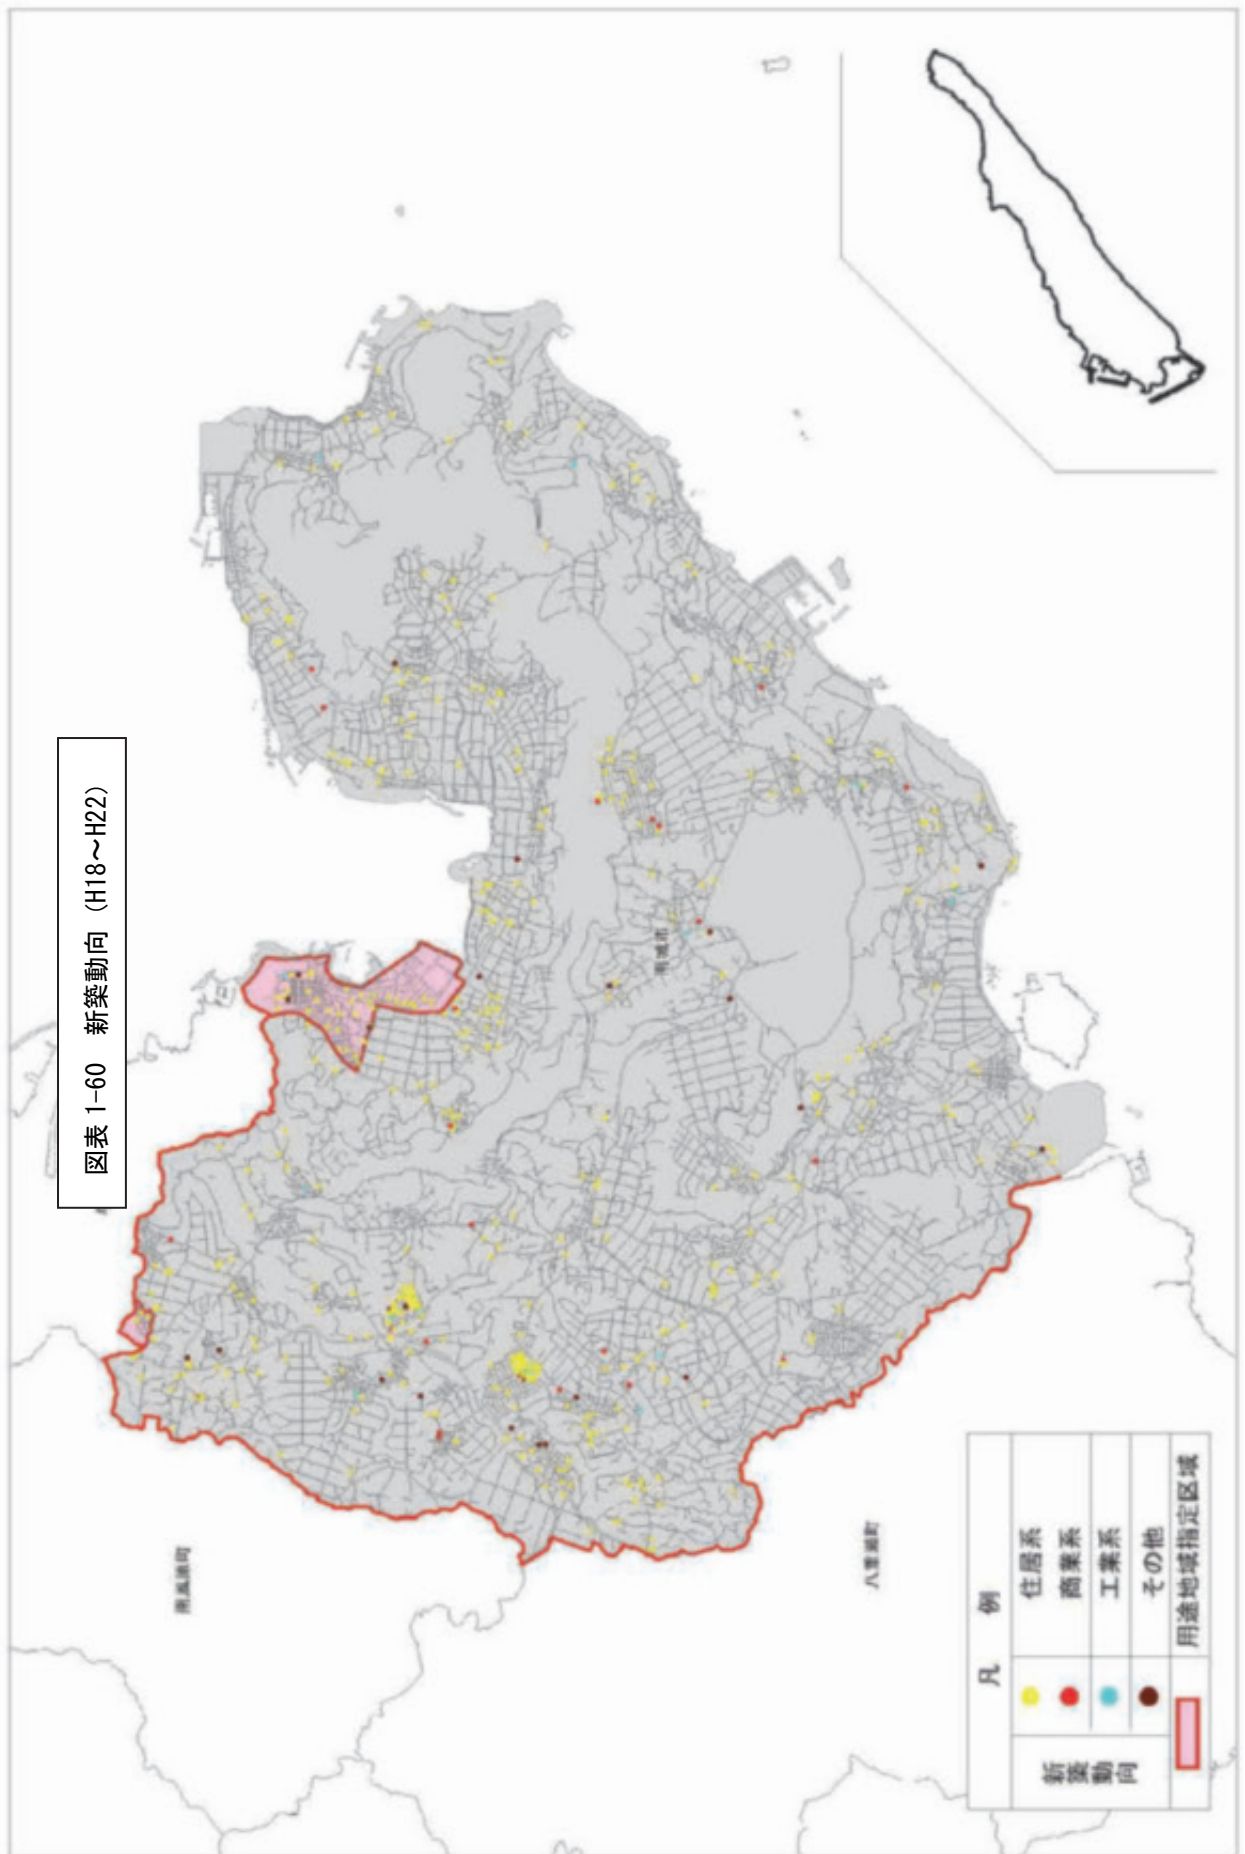 図表 1-60　新築動向（H18～H22）
南風原町
南城市
八重瀬町
凡　例
新築動向
住居系
商業系
工業系
その他
用途地域指定区域